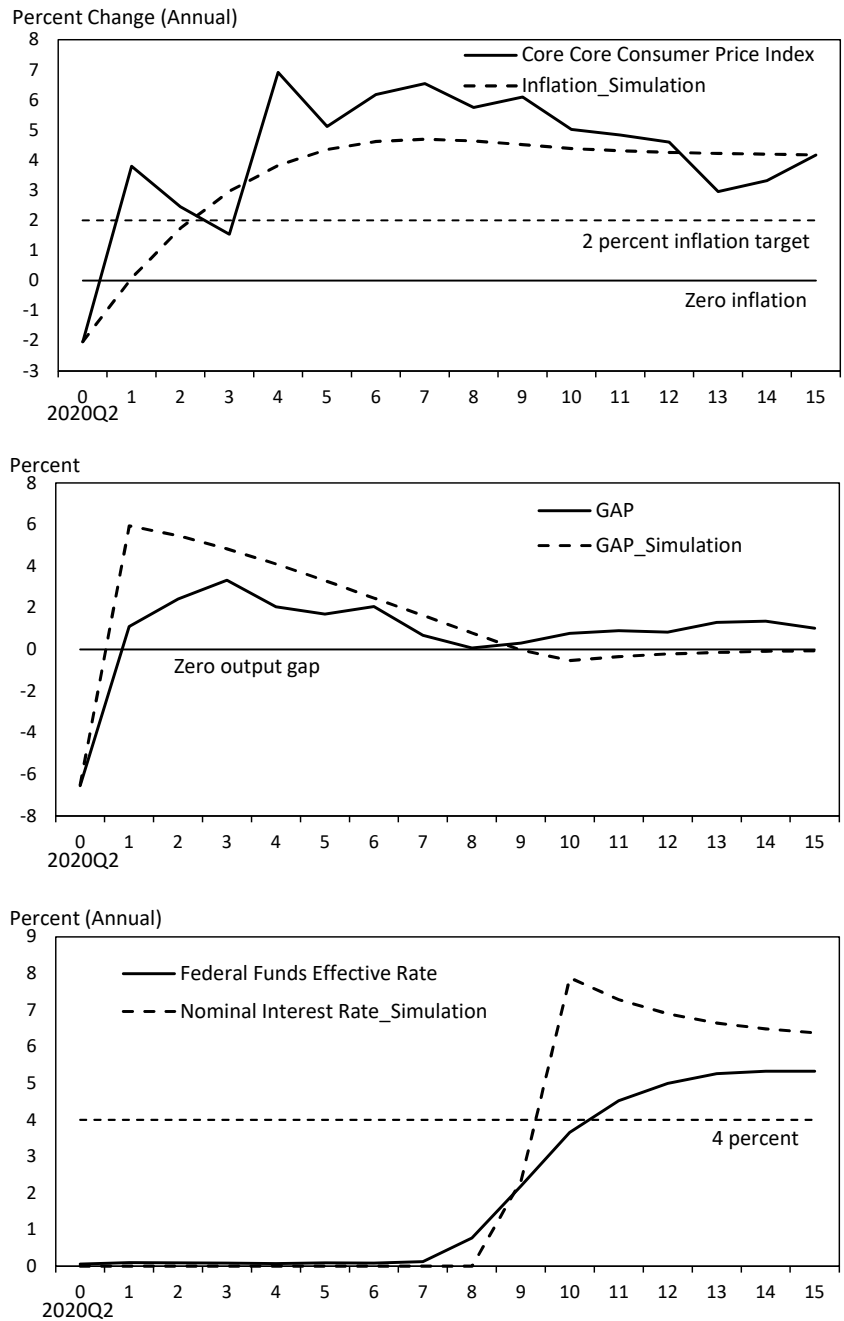 Percent Change (Annual)
8
7
6
5
4
3
2
1
0
-1
-2
-3
Core Core Consumer Price Index
Inflation_Simulation
2 percent inflation target
Zero inflation
0 1 2 3 4 5 6 7 8 9 10 11 12 13 14 15
2020Q2
Percent
8
6
4
2
0
-2
-4
-6
-8
GAP
GAP_Simulation
Zero output gap
0 1 2 3 4 5 6 7 8 9 10 11 12 13 14 15
2020Q2
Percent (Annual)
9
8
7
6
5
4
3
2
1
0
Federal Funds Effective Rate
Nominal Interest Rate_Simulation
4 percent
0 1 2 3 4 5 6 7 8 9 10 11 12 13 14 15
2020Q2